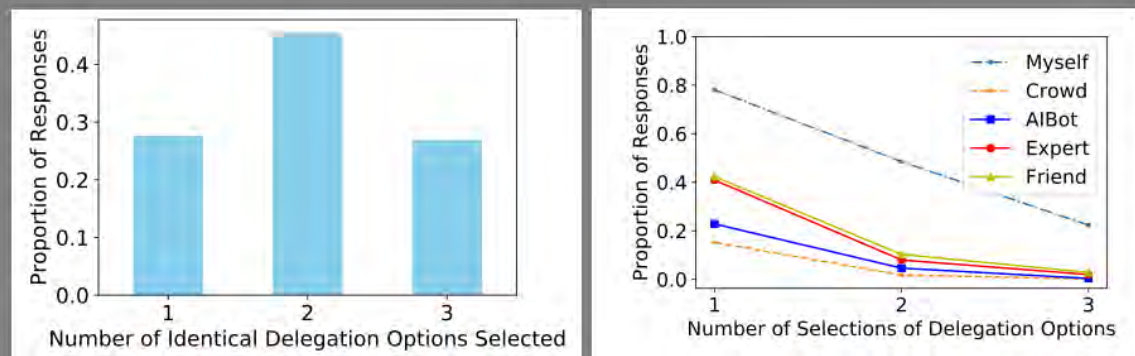 Proportion of Responses
0.4
0.3
0.2
0.1
0.0
1 2 3
Number of Identical Delegation Options Selected
Proportion of Responses
1.0
0.8
0.6
0.4
0.2
0.0
Myself
Crowd
AIBot
Expert
Friend
1 2 3
Number of Selections of Delegation Options